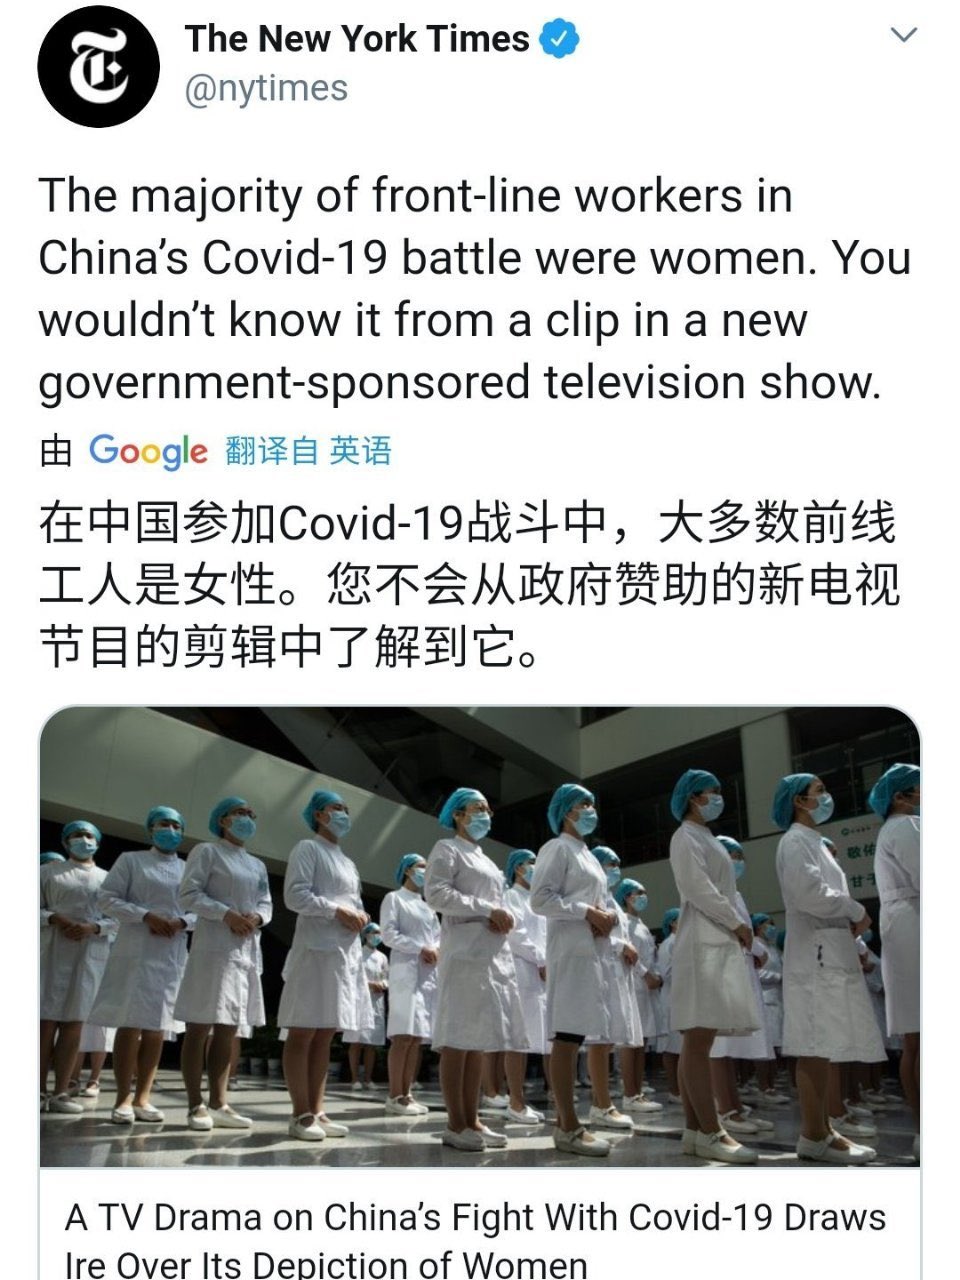 The New York Times
@nytimes
The majority of front-line workers in
China's Covid-19 battle were women. You
wouldn't know it from a clip in a new
government-sponsored television show.
由 Google 翻译自 英语
在中国参加Covid-19战斗中，大多数前线
工人是女性。您不会从政府赞助的新电视
节目的剪辑中了解到它。
敬佑
甘于
A TV Drama on China's Fight With Covid-19 Draws
Ire Over Its Depiction of Women